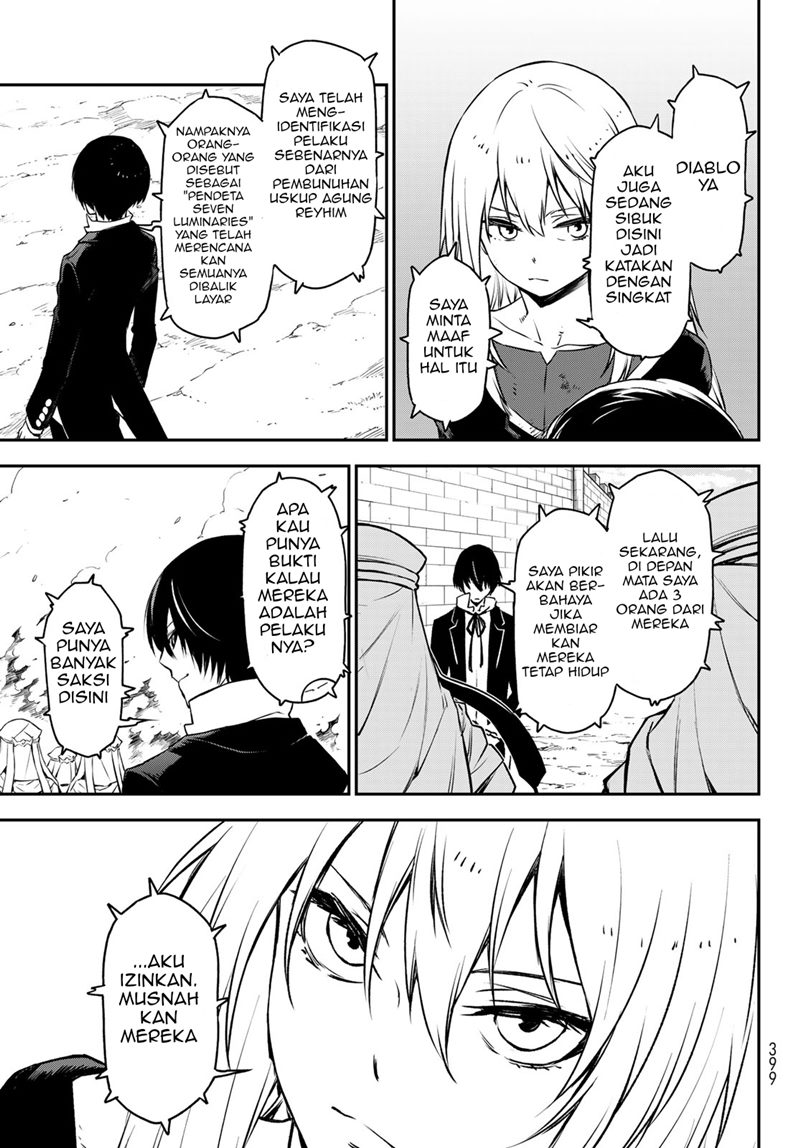 DIABLO
YA
AKU
JUGA
SEDANG
SIBUK
DISINI
JADI
KATAKAN
DENGAN
SINGKAT
SAYA
MINTA
MAAF
UNTUK
HAL ITU
SAYA TELAH
MENG-
IDENTIFIKASI
PELAKU
SEBENARNYA
DARI
PEMBUNUHAN
USKUP AGUNG
REYHIM
NAMPAKNYA
ORANG-
ORANG YANG
DISEBUT
SEBAGAI
"PENDETA
SEVEN
LUMINARIES"
YANG TELAH
MERENCANA
KAN
SEMUANYA
DIBALIK
LAYAR
LALU
SEKARANG,
DI DEPAN
MATA SAYA
ADA 3
ORANG DARI
MEREKA
SAYA PIKIR
AKAN BER-
BAHAYA
JIKA
MEMBIAR
KAN
MEREKA
TETAP HIDUP
APA
KAU
PUNYA
BUKTI
KALAU
MEREKA
ADALAH
PELAKU
NYA?
SAYA
PUNYA
BANYAK
SAKSI
DISINI
...AKU
IZINKAN.
MUSNAH
KAN
MEREKA
399